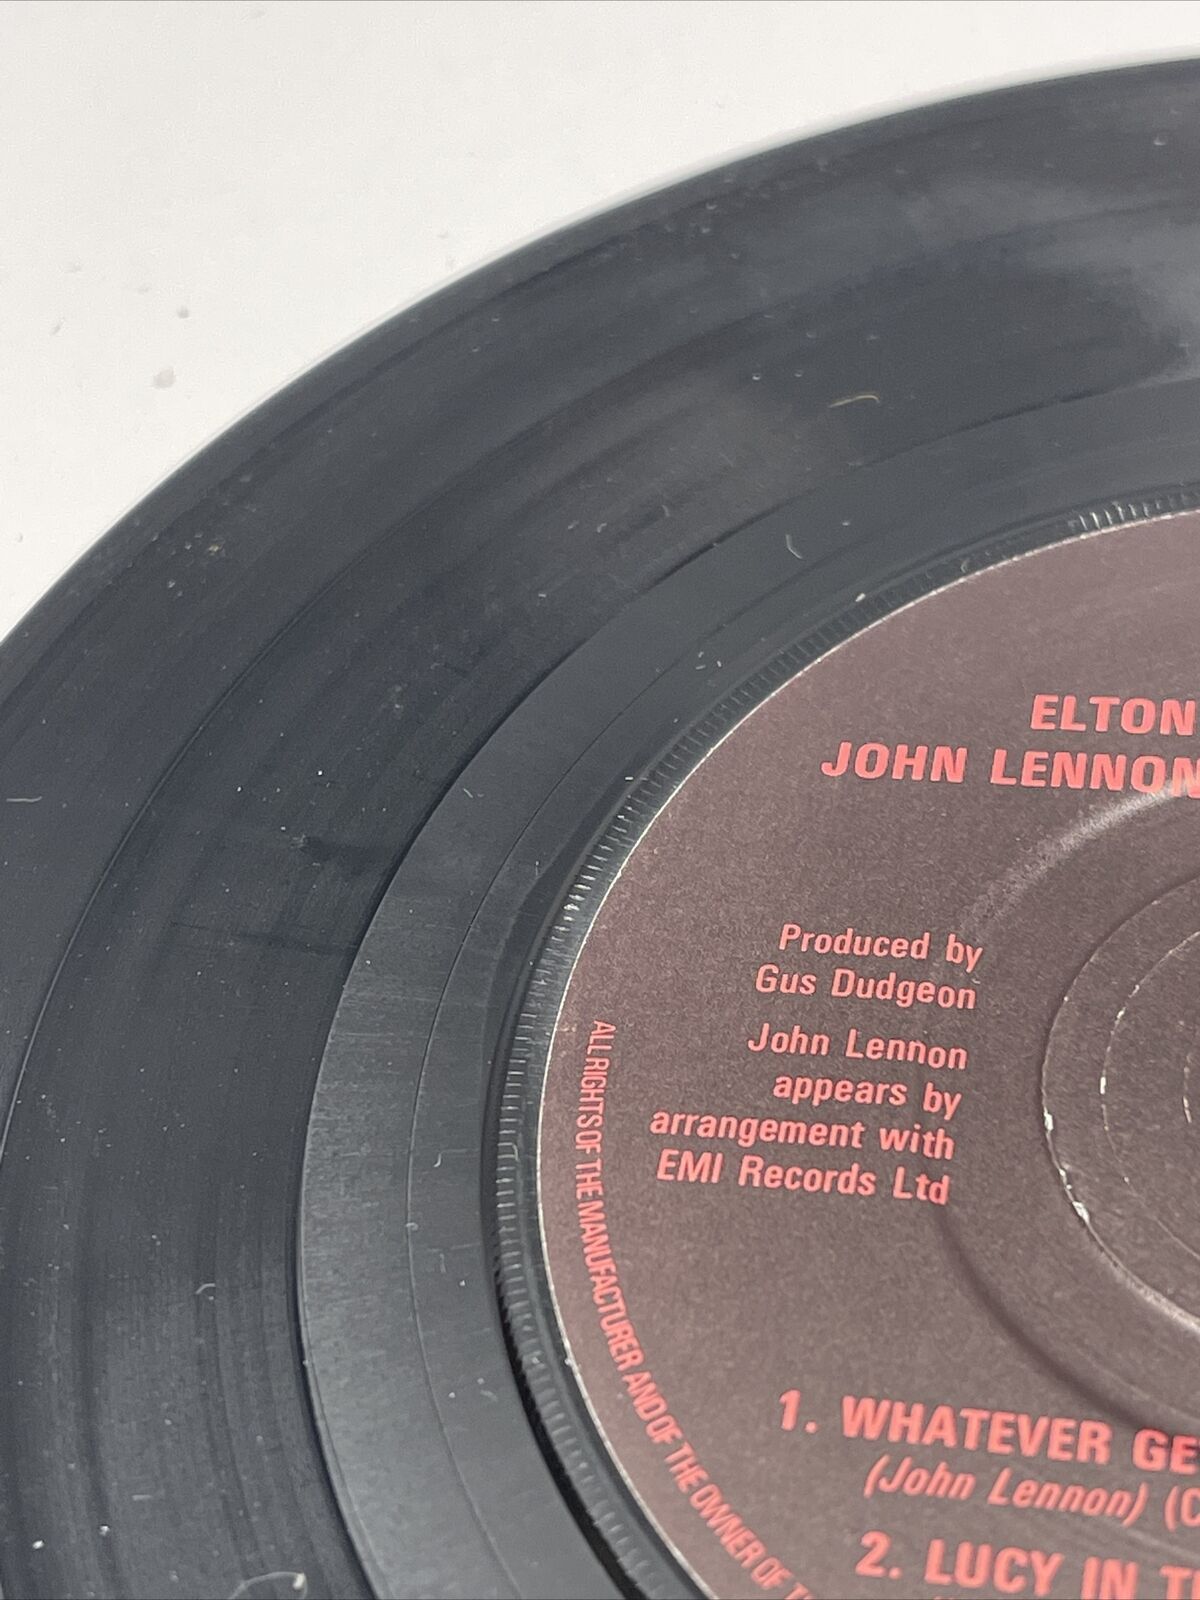 ELTON
JOHN LENNON
Produced by
Gus Dudgeon
John Lennon
appears by
arrangement with
EMI Records Ltd
ALL RIGHTS OF THE MANUFACTURER AND OF THE OWNER OF T
1. WHATEVER GE
(John Lennon) (C
2. LUCY IN T